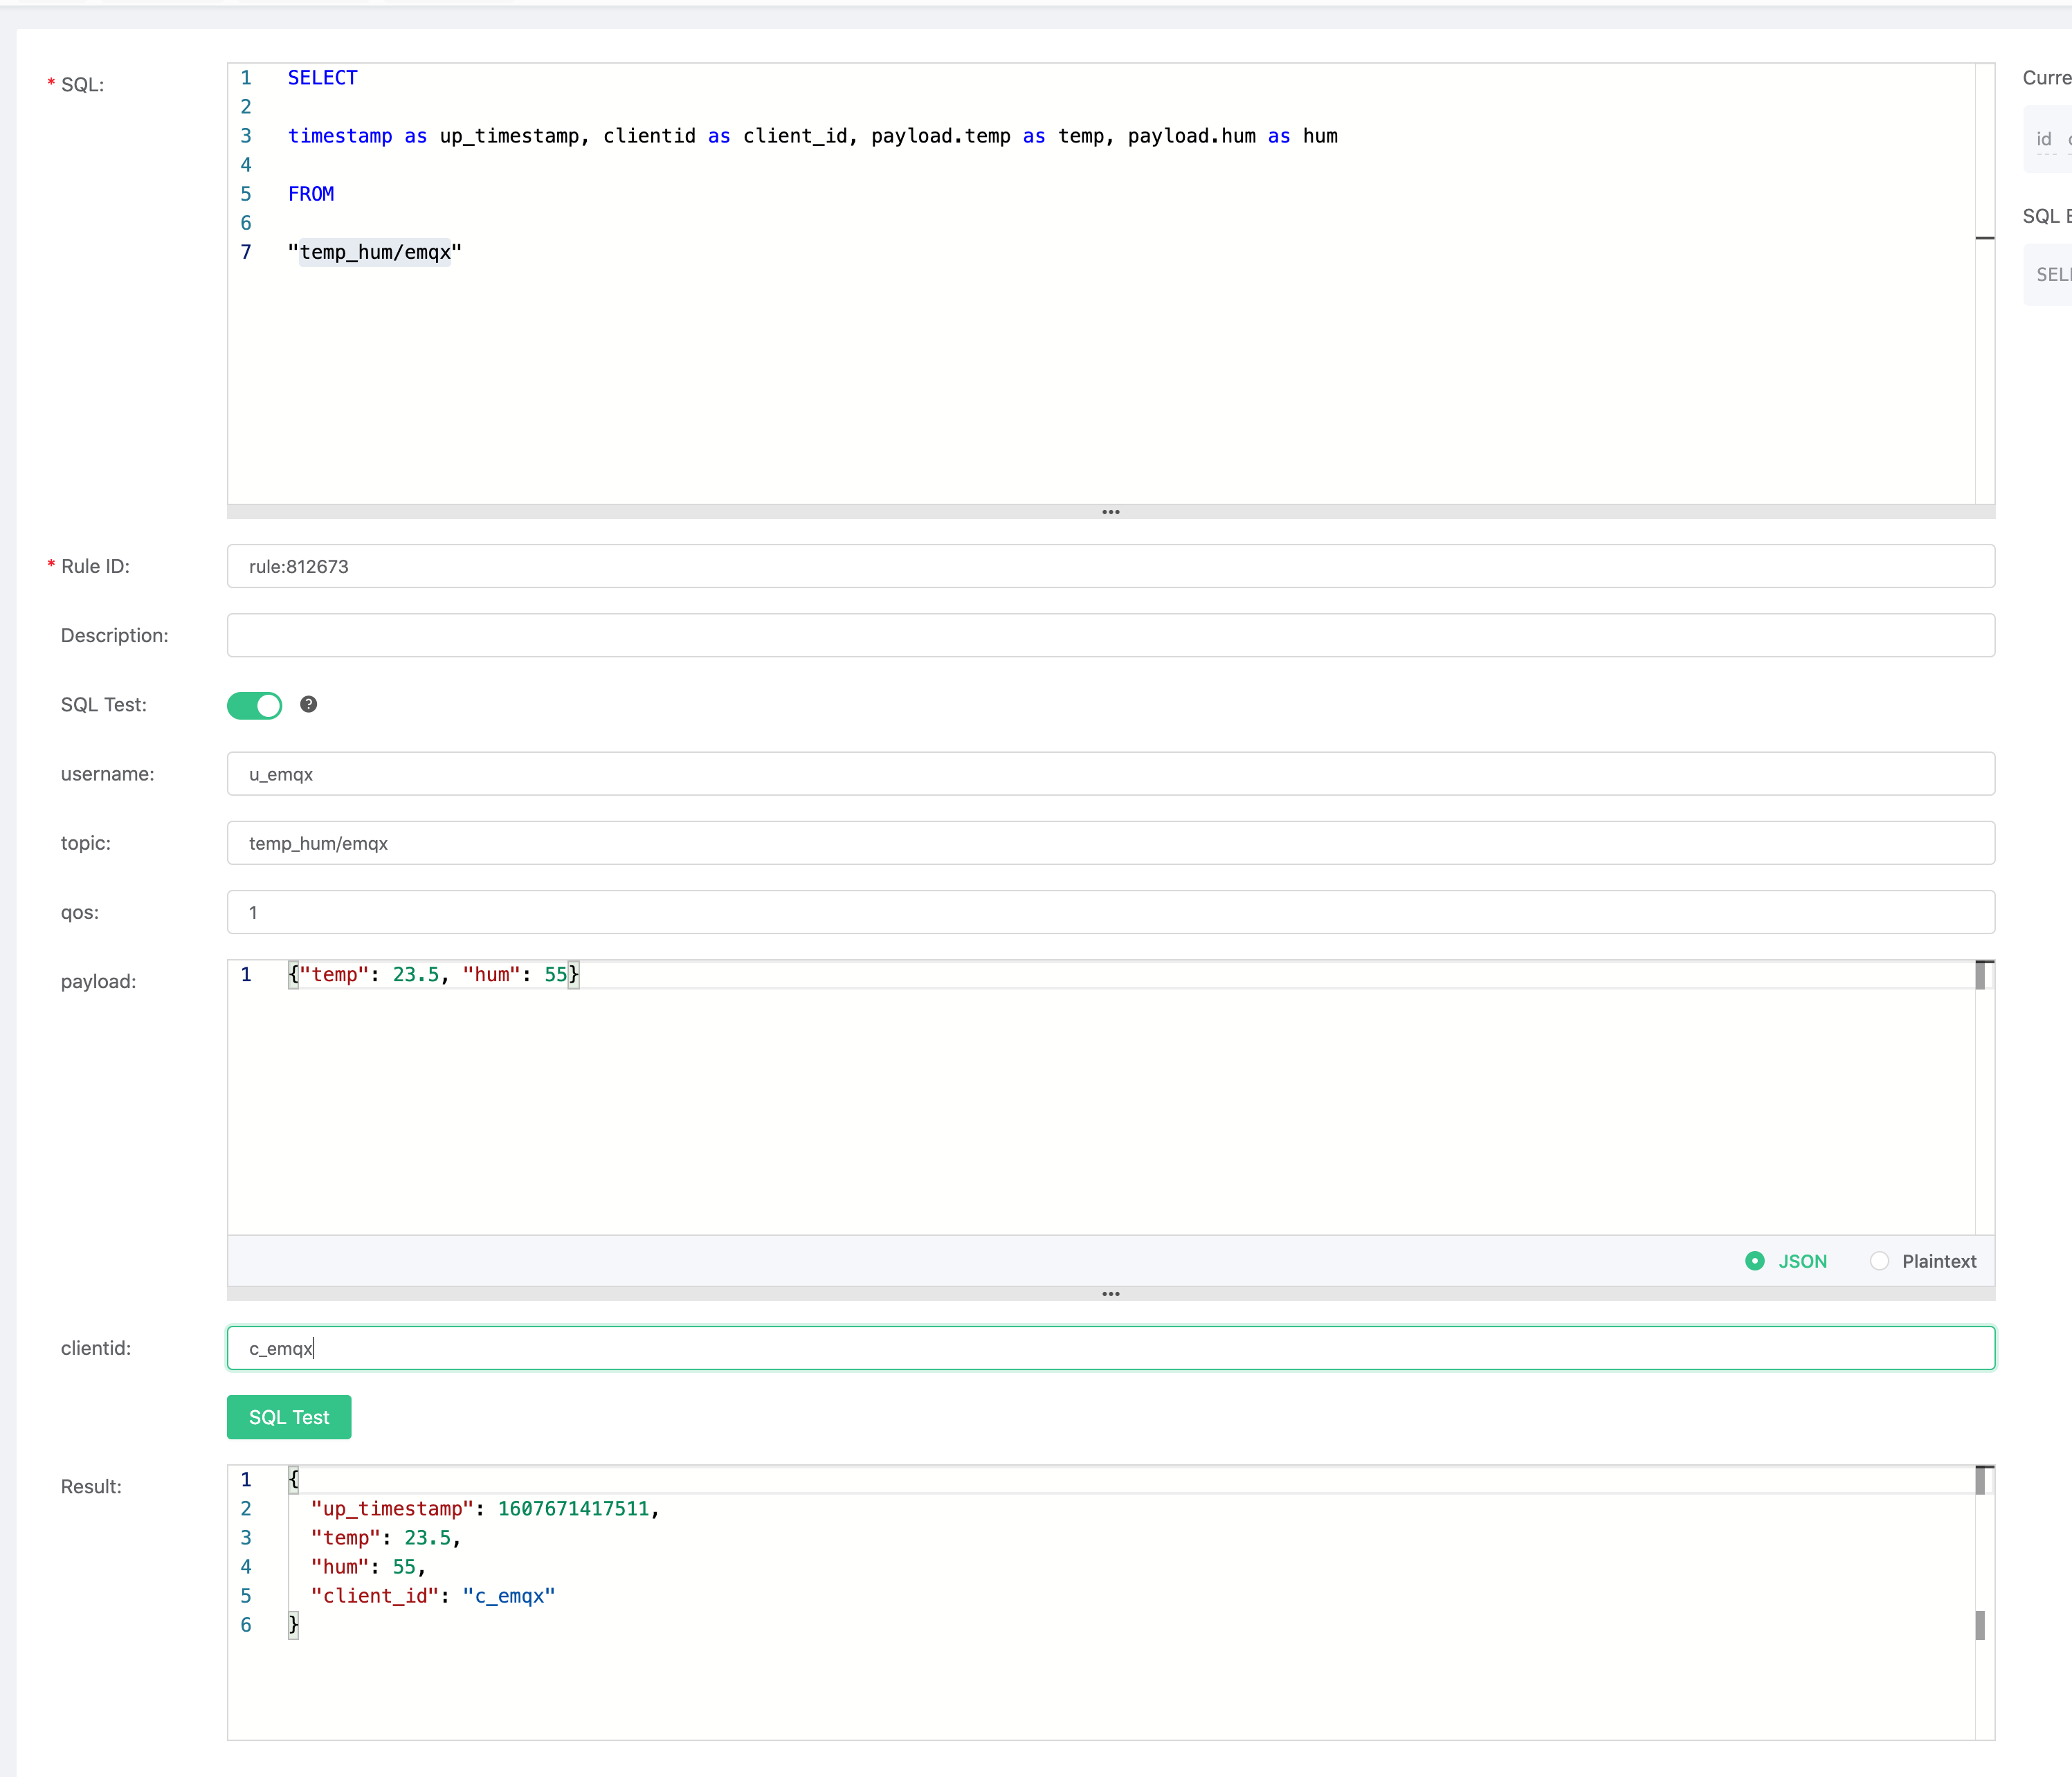 * SQL:
1 SELECT
2
3 timestamp as up_timestamp, clientid as client_id, payload.temp as temp, payload.hum as hum
4
5 FROM
6
7 "temp_hum/emqx"
* Rule ID:
rule:812673
Description:
SQL Test:
?
username:
u_emqx
topic:
temp_hum/emqx
qos:
1
payload:
1 {"temp": 23.5, "hum": 55}
JSON Plaintext
clientid:
c_emqx
SQL Test
Result:
1 {
2 "up_timestamp": 1607671417511,
3 "temp": 23.5,
4 "hum": 55,
5 "client_id": "c_emqx"
6 }
id
SQL